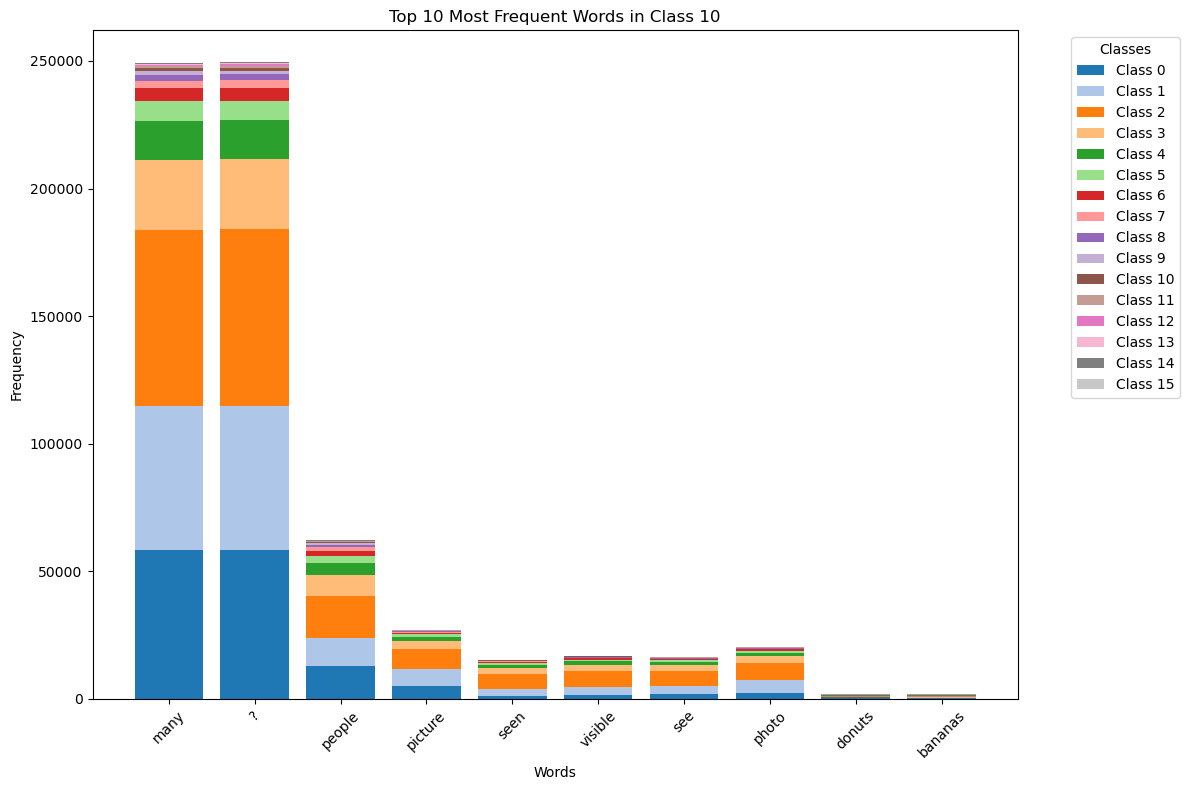 Top 10 Most Frequent Words in Class 10
Frequency
250000
200000
150000
100000
50000
0
many
?
people
picture
seen
visible
see
photo
donuts
bananas
Words
Classes
Class 0
Class 1
Class 2
Class 3
Class 4
Class 5
Class 6
Class 7
Class 8
Class 9
Class 10
Class 11
Class 12
Class 13
Class 14
Class 15